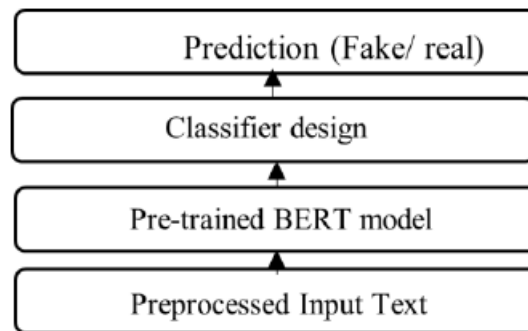 Prediction (Fake/ real)
Classifier design
Pre-trained BERT model
Preprocessed Input Text